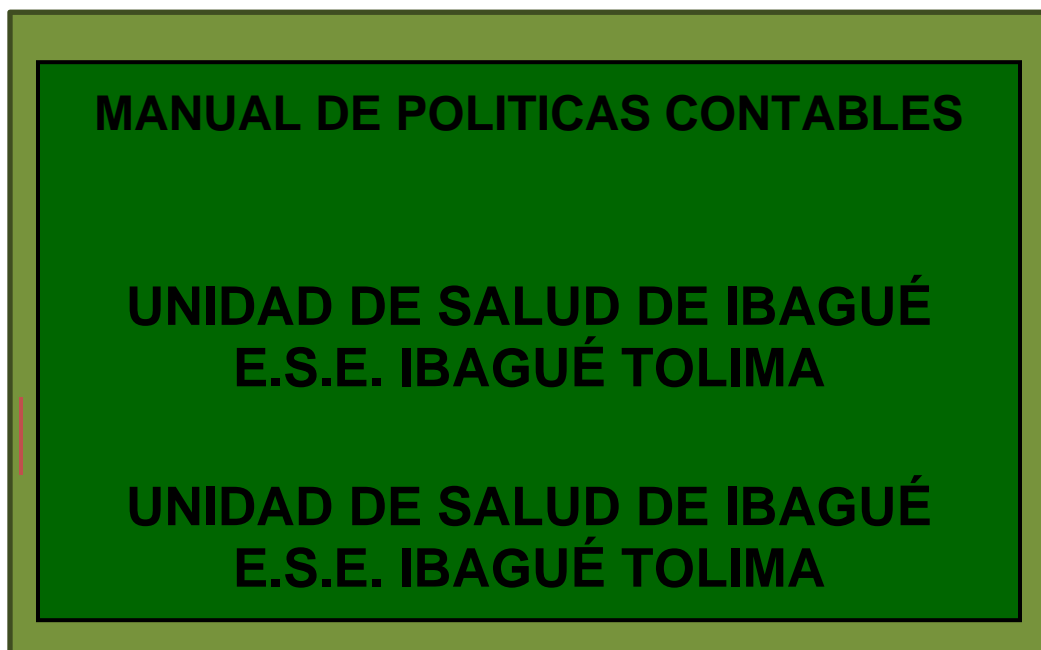 MANUAL DE POLITICAS CONTABLES
UNIDAD DE SALUD DE IBAGUÉ
E.S.E. IBAGUÉ TOLIMA
UNIDAD DE SALUD DE IBAGUÉ
E.S.E. IBAGUÉ TOLIMA